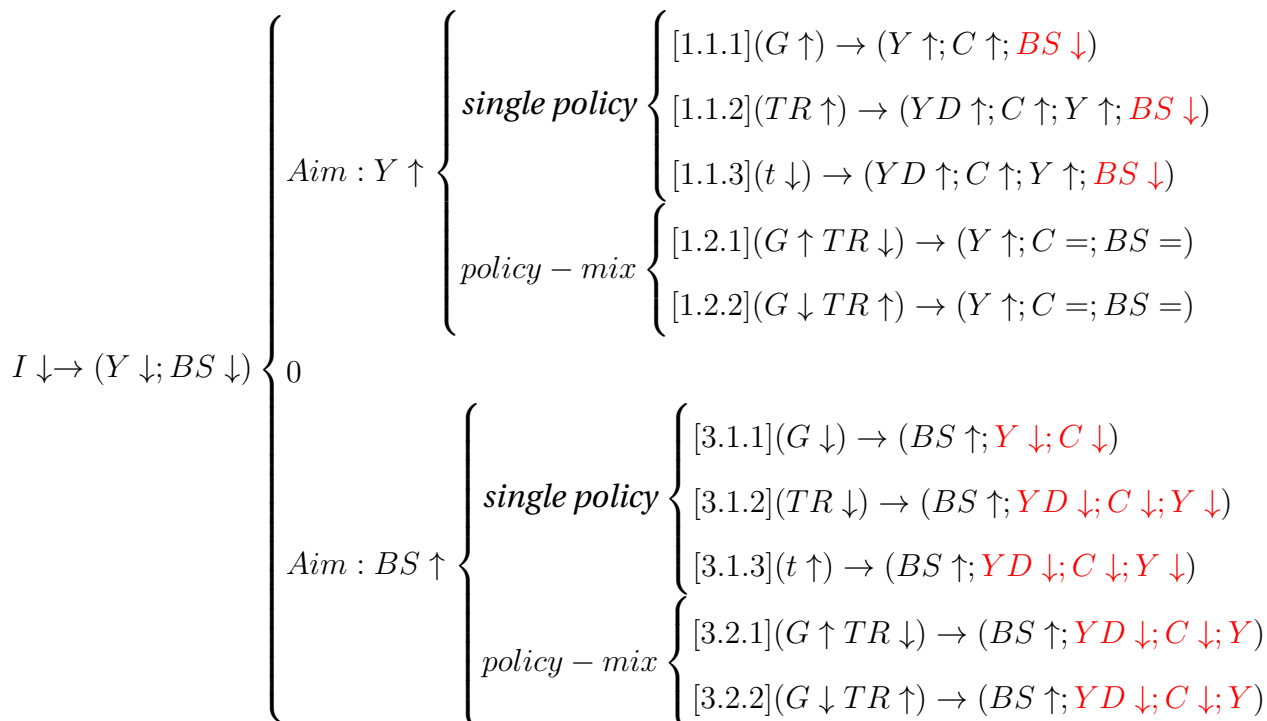 [1.1.1](G ↑) → (Y ↑; C ↑; BS ↓)
single policy
[1.1.2](TR ↑) → (YD ↑; C ↑; Y ↑; BS ↓)
Aim : Y ↑
[1.1.3](t ↓) → (YD ↑; C ↑; Y ↑; BS ↓)
[1.2.1](G ↑ TR ↓) → (Y ↑; C =; BS =)
policy − mix
[1.2.2](G ↓ TR ↑) → (Y ↑; C =; BS =)
I ↓→ (Y ↓; BS ↓)
0
[3.1.1](G ↓) → (BS ↑; Y ↓; C ↓)
single policy
[3.1.2](TR ↓) → (BS ↑; YD ↓; C ↓; Y ↓)
Aim : BS ↑
[3.1.3](t ↑) → (BS ↑; YD ↓; C ↓; Y ↓)
[3.2.1](G ↑ TR ↓) → (BS ↑; YD ↓; C ↓; Y)
policy − mix
[3.2.2](G ↓ TR ↑) → (BS ↑; YD ↓; C ↓; Y)